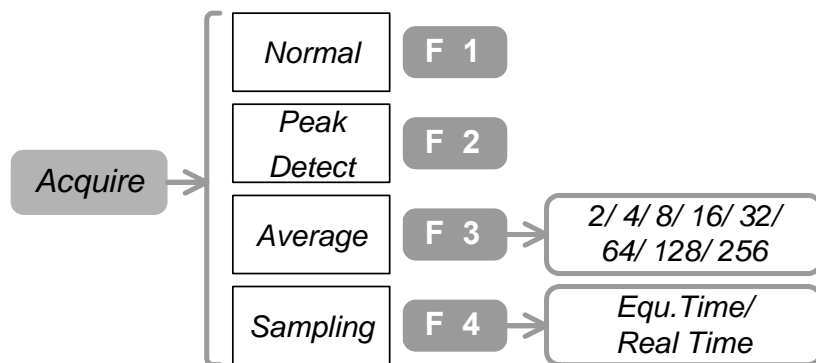 Acquire
Normal F 1
Peak
Detect F 2
Average F 3
2/ 4/ 8/ 16/ 32/
64/ 128/ 256
Sampling F 4
Equ.Time/
Real Time